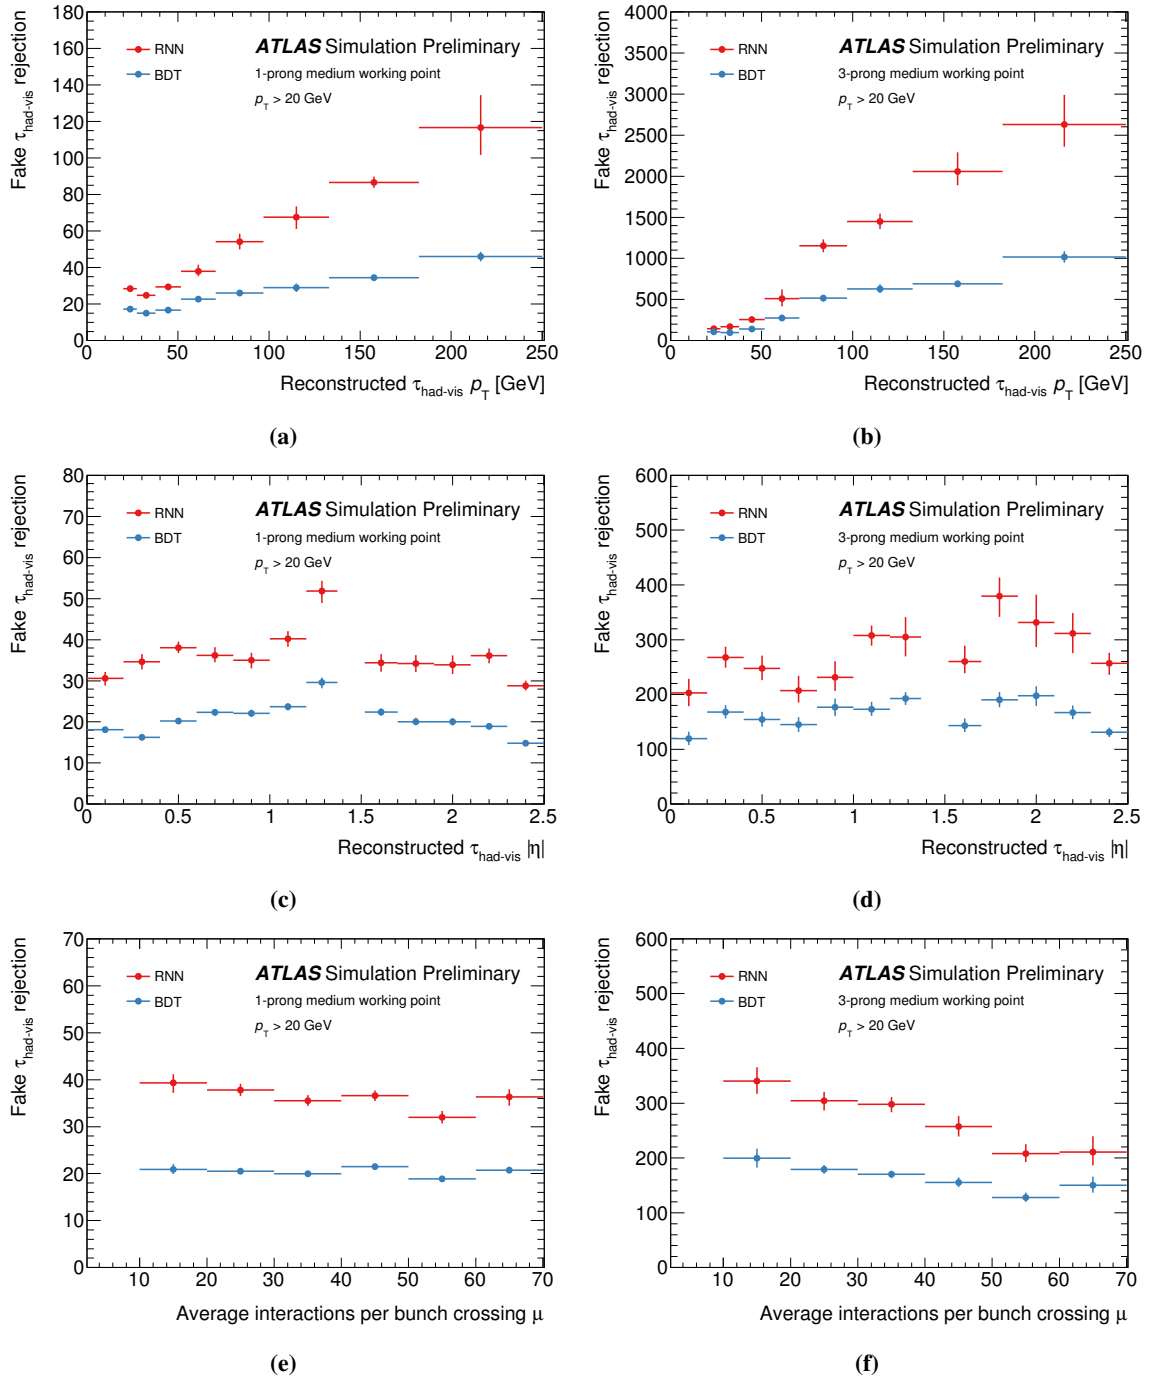 Fake τhad-vis rejection
180
160
140
120
100
80
60
40
20
0
RNN
BDT
ATLAS Simulation Preliminary
1-prong medium working point
pT > 20 GeV
0 50 100 150 200 250
Reconstructed τhad-vis pT [GeV]
(a)
Fake τhad-vis rejection
4000
3500
3000
2500
2000
1500
1000
500
0
RNN
BDT
ATLAS Simulation Preliminary
3-prong medium working point
pT > 20 GeV
0 50 100 150 200 250
Reconstructed τhad-vis pT [GeV]
(b)
Fake τhad-vis rejection
80
70
60
50
40
30
20
10
0
RNN
BDT
ATLAS Simulation Preliminary
1-prong medium working point
pT > 20 GeV
0 0.5 1 1.5 2 2.5
Reconstructed τhad-vis |η|
(c)
Fake τhad-vis rejection
600
500
400
300
200
100
0
RNN
BDT
ATLAS Simulation Preliminary
3-prong medium working point
pT > 20 GeV
0 0.5 1 1.5 2 2.5
Reconstructed τhad-vis |η|
(d)
Fake τhad-vis rejection
70
60
50
40
30
20
10
0
RNN
BDT
ATLAS Simulation Preliminary
1-prong medium working point
pT > 20 GeV
10 20 30 40 50 60 70
Average interactions per bunch crossing μ
(e)
Fake τhad-vis rejection
600
500
400
300
200
100
0
RNN
BDT
ATLAS Simulation Preliminary
3-prong medium working point
pT > 20 GeV
10 20 30 40 50 60 70
Average interactions per bunch crossing μ
(f)